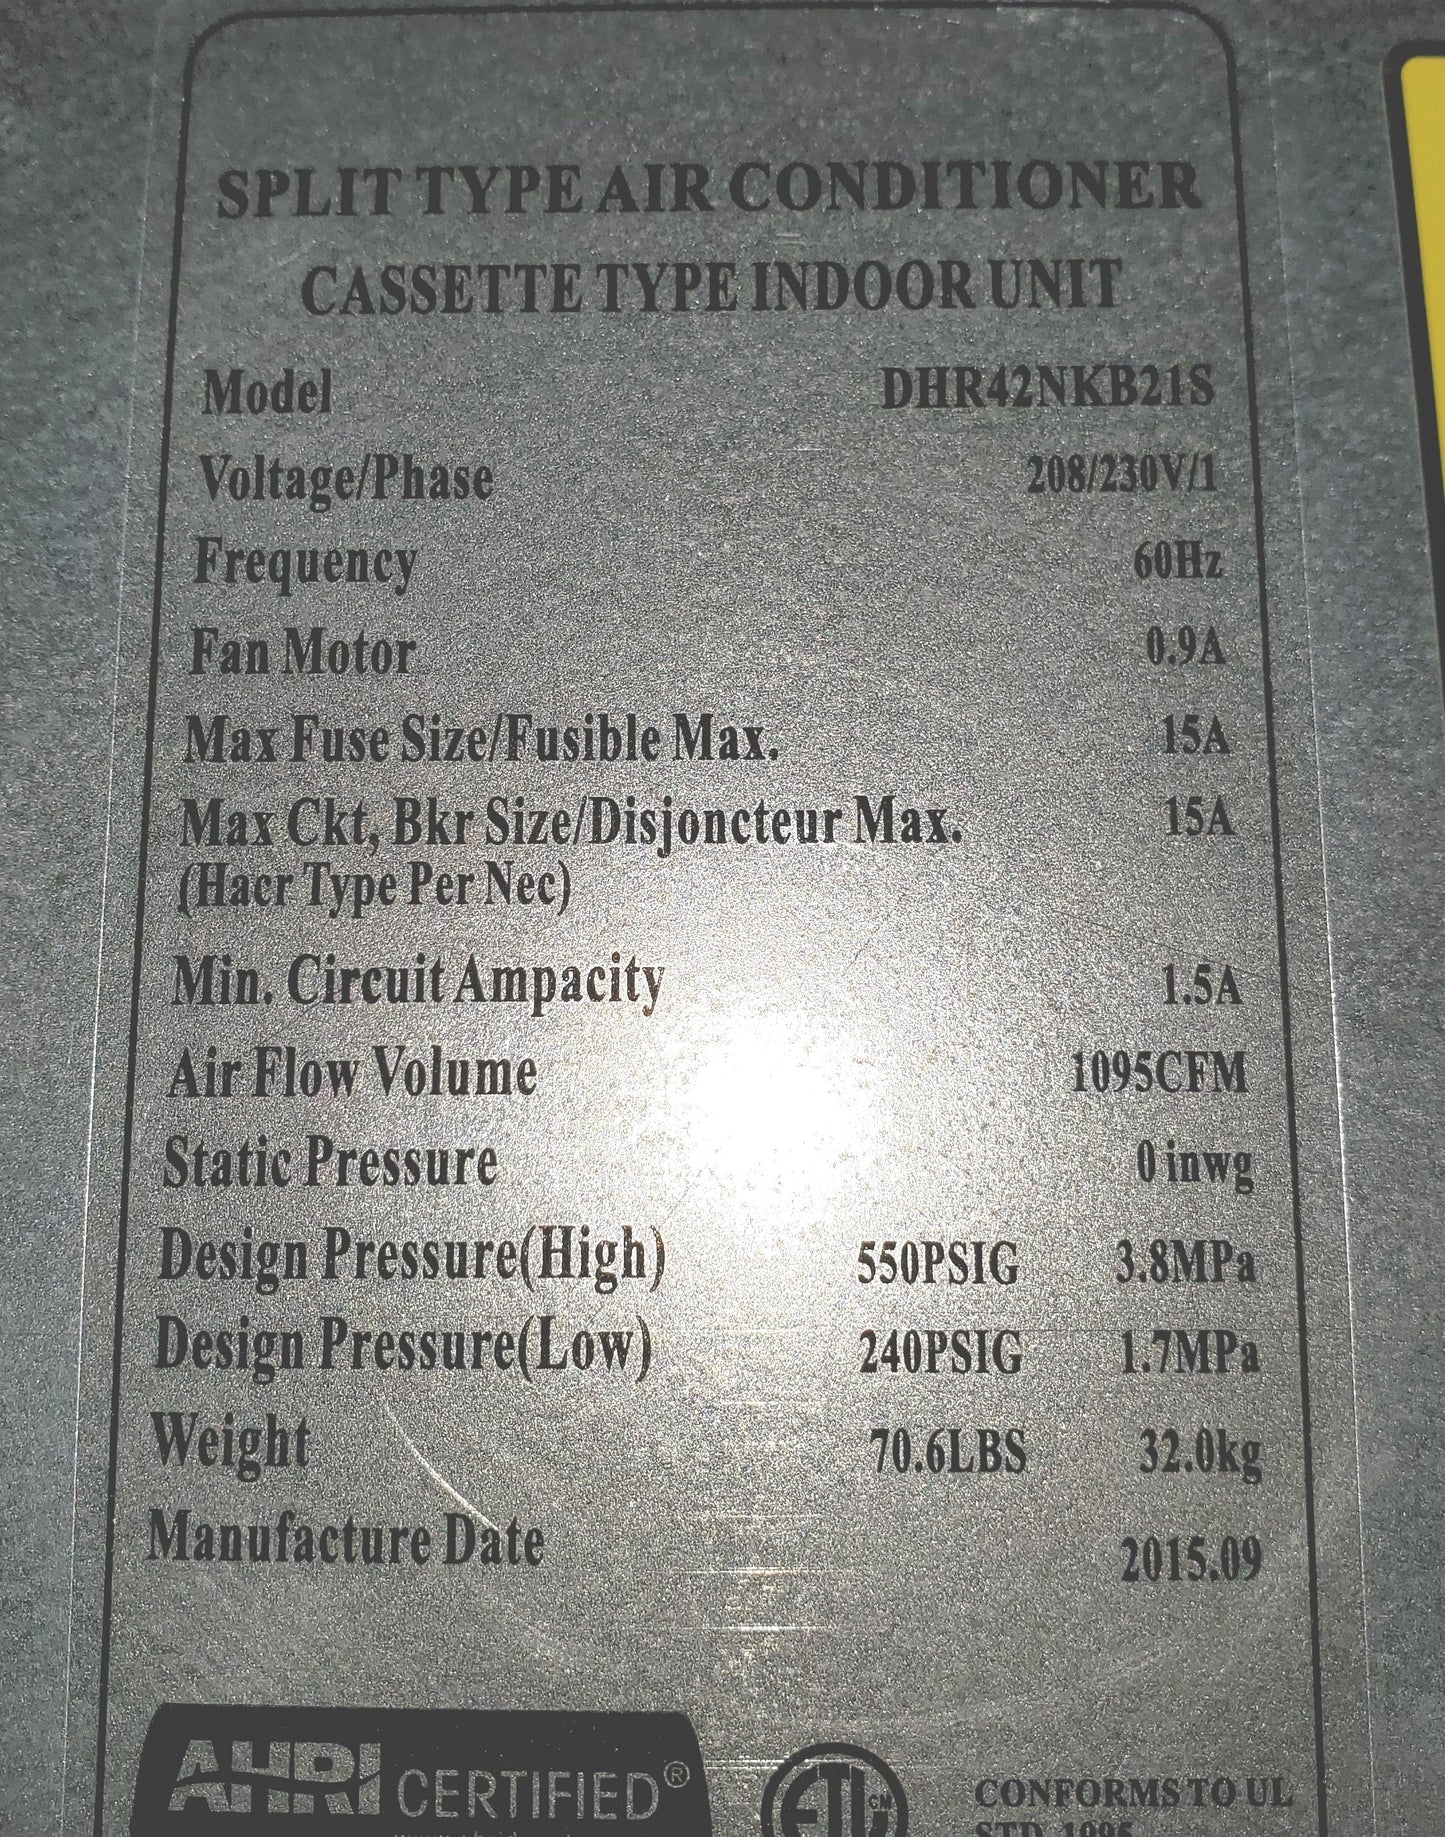 SPLIT TYPE AIR CONDITIONER
CASSETTE TYPE INDOOR UNIT
Model DHR42NKB21S
Voltage/Phase 208/230V/1
Frequency 60Hz
Fan Motor 0.9A
Max Fuse Size/Fusible Max. 15A
Max Ckt, Bkr Size/Disjoncteur Max. 15A
(Hacr Type Per Nec)
Min. Circuit Ampacity 1.5A
Air Flow Volume 1095CFM
Static Pressure 0 inwg
Design Pressure(High) 550PSIG 3.8MPa
Design Pressure(Low) 240PSIG 1.7MPa
Weight 70.6LBS 32.0kg
Manufacture Date 2015.09
AHRI CERTIFIED®
ETL CM
CONFORMS TO UL
STD. 1995